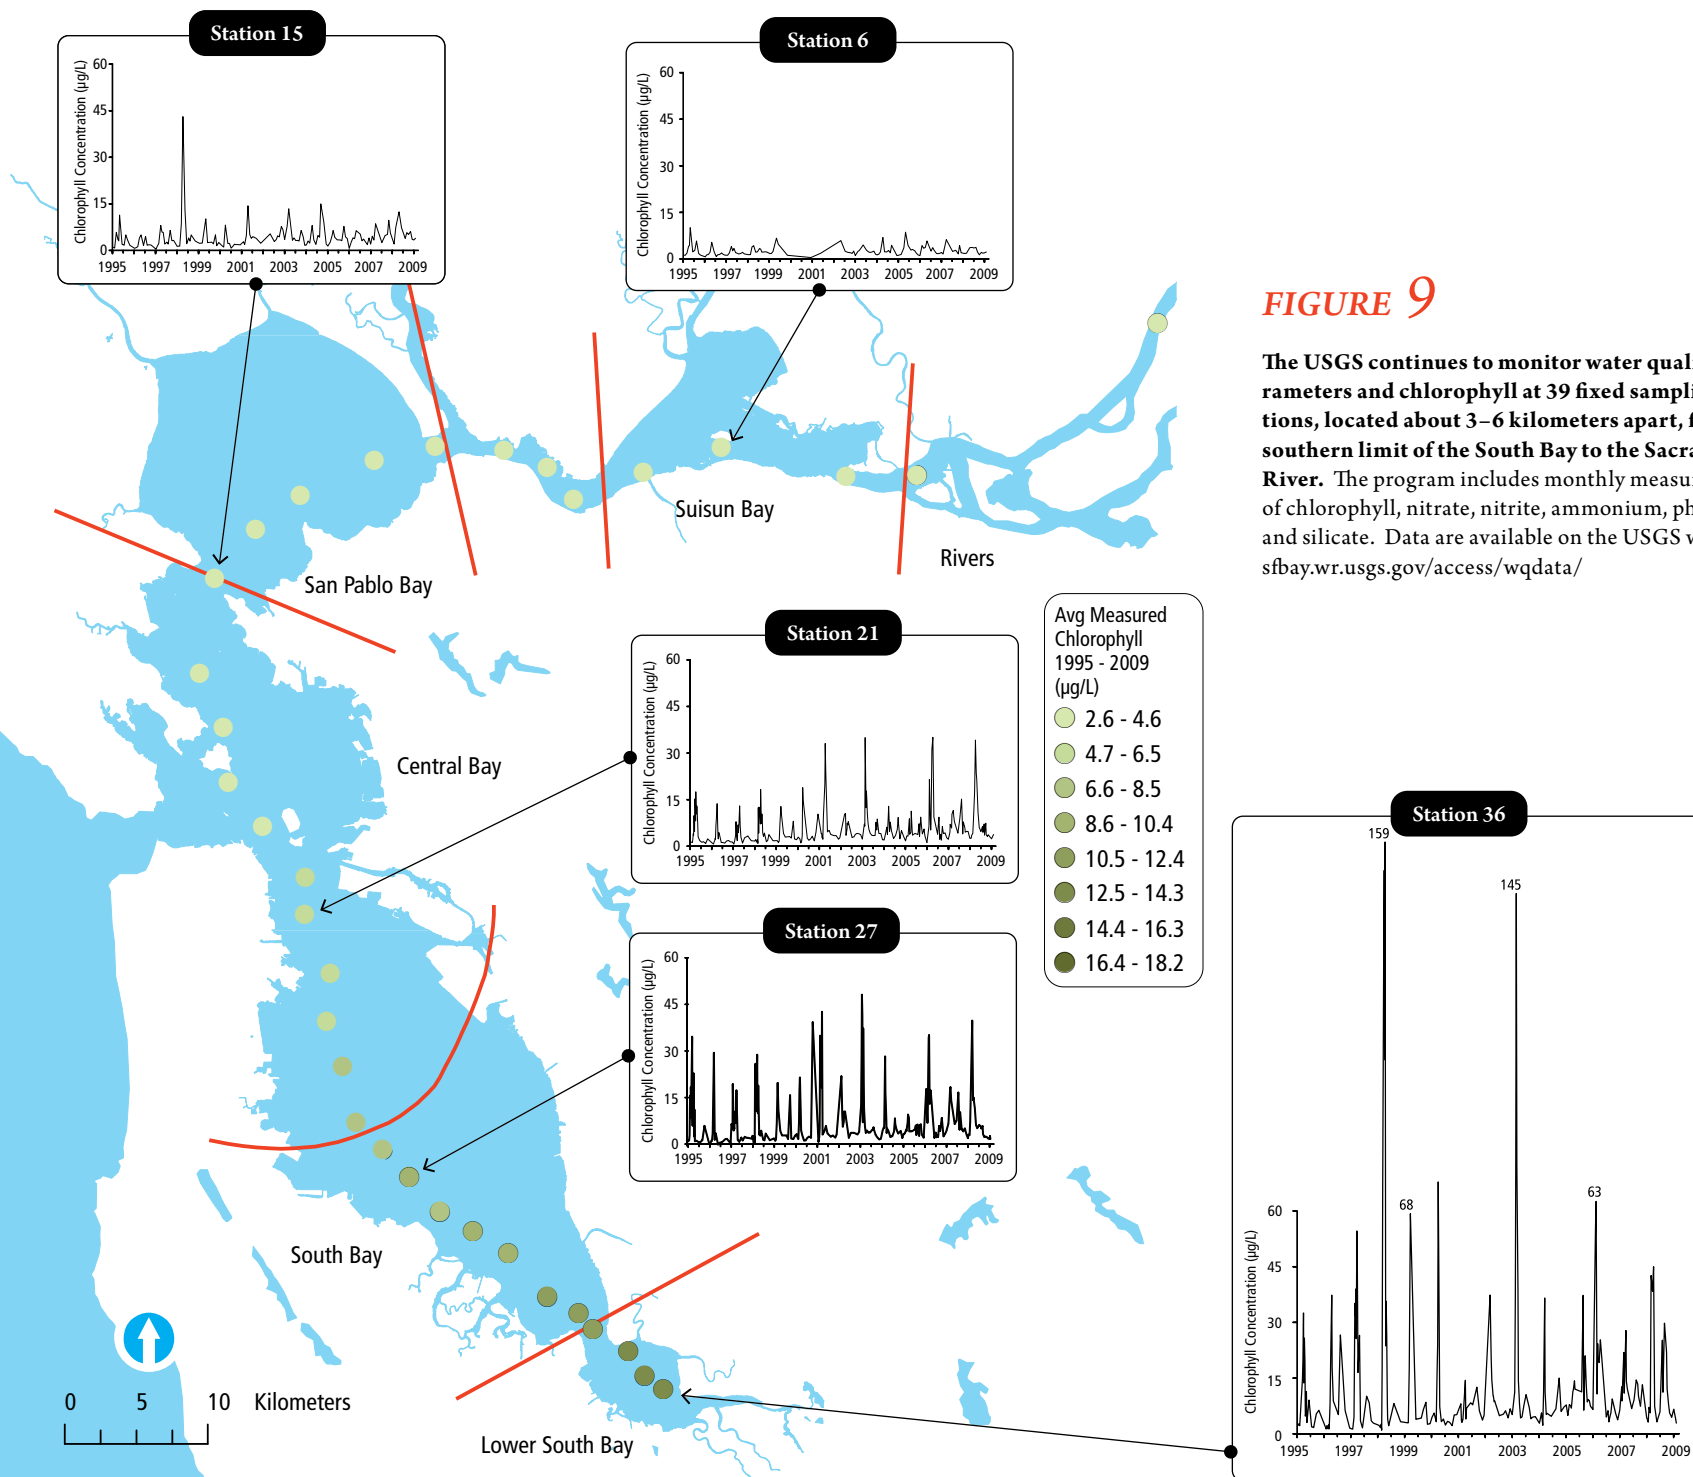 Station 15
Chlorophyll Concentration (µg/L)
60
45
30
15
0
1995 1997 1999 2001 2003 2005 2007 2009
Station 6
Chlorophyll Concentration (µg/L)
60
45
30
15
0
1995 1997 1999 2001 2003 2005 2007 2009
FIGURE 9
The USGS continues to monitor water quali
rameters and chlorophyll at 39 fixed sampli
tions, located about 3–6 kilometers apart, f
southern limit of the South Bay to the Sacra
River. The program includes monthly measu
of chlorophyll, nitrate, nitrite, ammonium, ph
and silicate. Data are available on the USGS w
sfbay.wr.usgs.gov/access/wqdata/
Suisun Bay
Rivers
San Pablo Bay
Central Bay
South Bay
Lower South Bay
Station 21
Chlorophyll Concentration (µg/L)
60
45
30
15
0
1995 1997 1999 2001 2003 2005 2007 2009
Avg Measured
Chlorophyll
1995 - 2009
(µg/L)
2.6 - 4.6
4.7 - 6.5
6.6 - 8.5
8.6 - 10.4
10.5 - 12.4
12.5 - 14.3
14.4 - 16.3
16.4 - 18.2
Station 27
Chlorophyll Concentration (µg/L)
60
45
30
15
0
1995 1997 1999 2001 2003 2005 2007 2009
Station 36
159
145
68
63
Chlorophyll Concentration (µg/L)
60
45
30
15
0
1995 1997 1999 2001 2003 2005 2007 2009
0 5 10 Kilometers